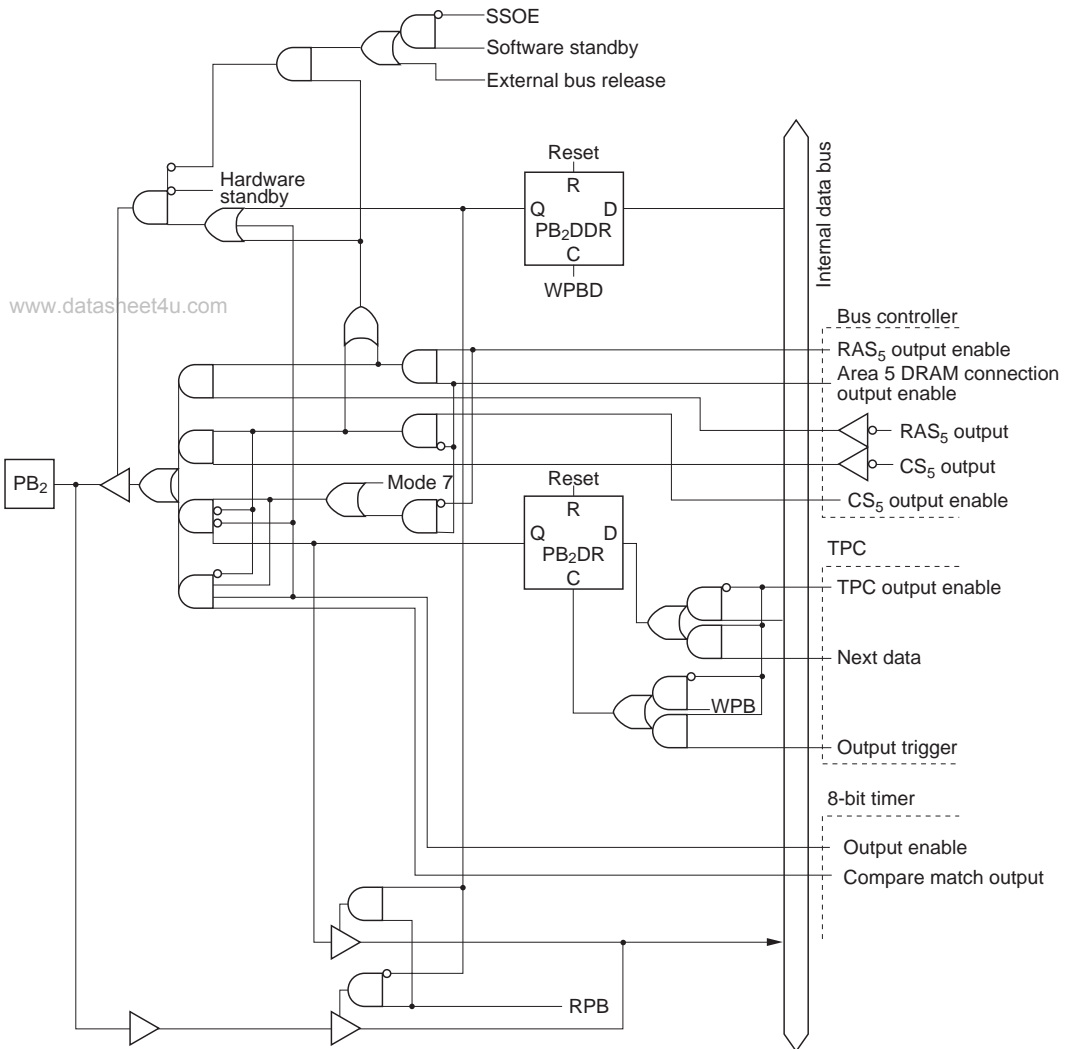 SSOE
Software standby
External bus release
Hardware
standby
Reset
R
Q D
PB₂DDR
C
WPBD
Internal data bus
www.datasheet4u.com
Bus controller
RAS₅ output enable
Area 5 DRAM connection
output enable
RAS₅ output
CS₅ output
CS₅ output enable
PB₂
Mode 7
Reset
R
Q D
PB₂DR
C
TPC
TPC output enable
Next data
WPB
Output trigger
8-bit timer
Output enable
Compare match output
RPB